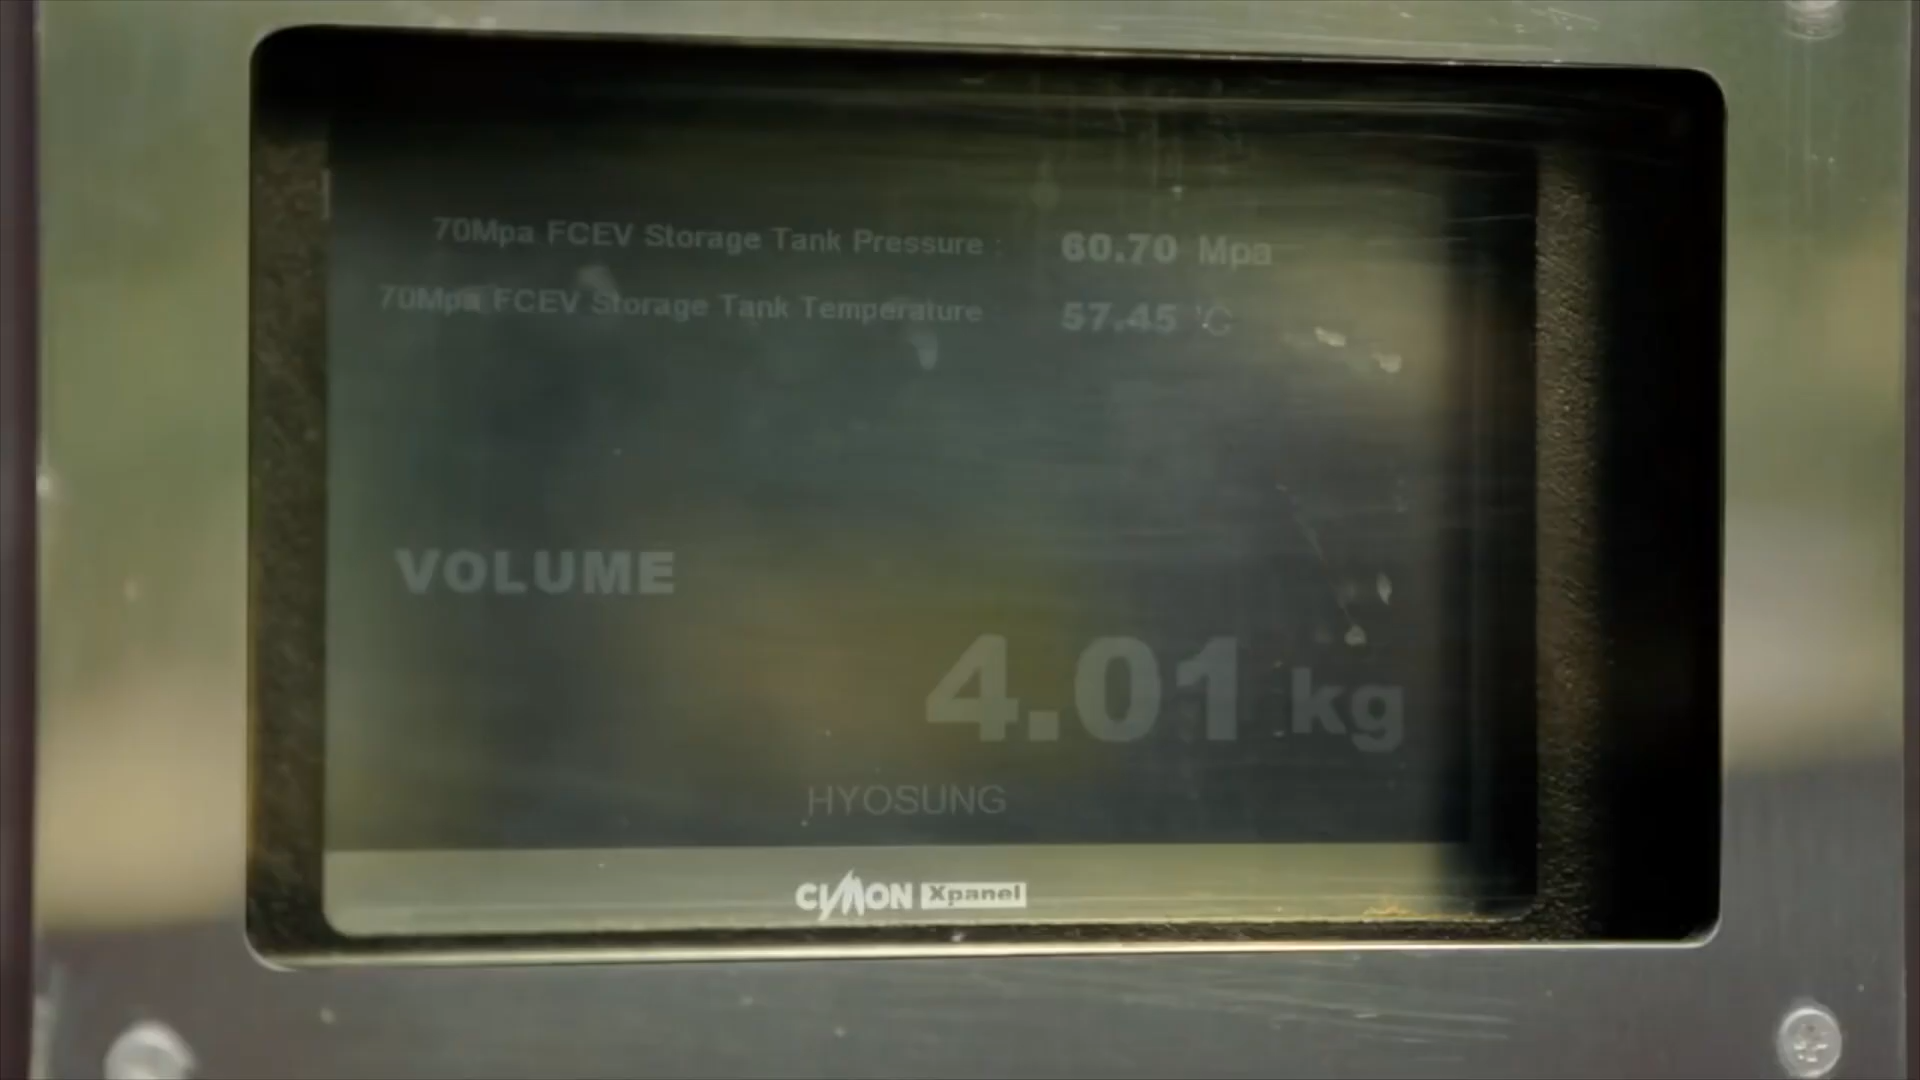 70Mpa FCEV Storage Tank Pressure : 60.70 Mpa
70Mpa FCEV Storage Tank Temperature 57.45 °C
VOLUME
4.01 kg
HYOSUNG
CIMON Xpanel